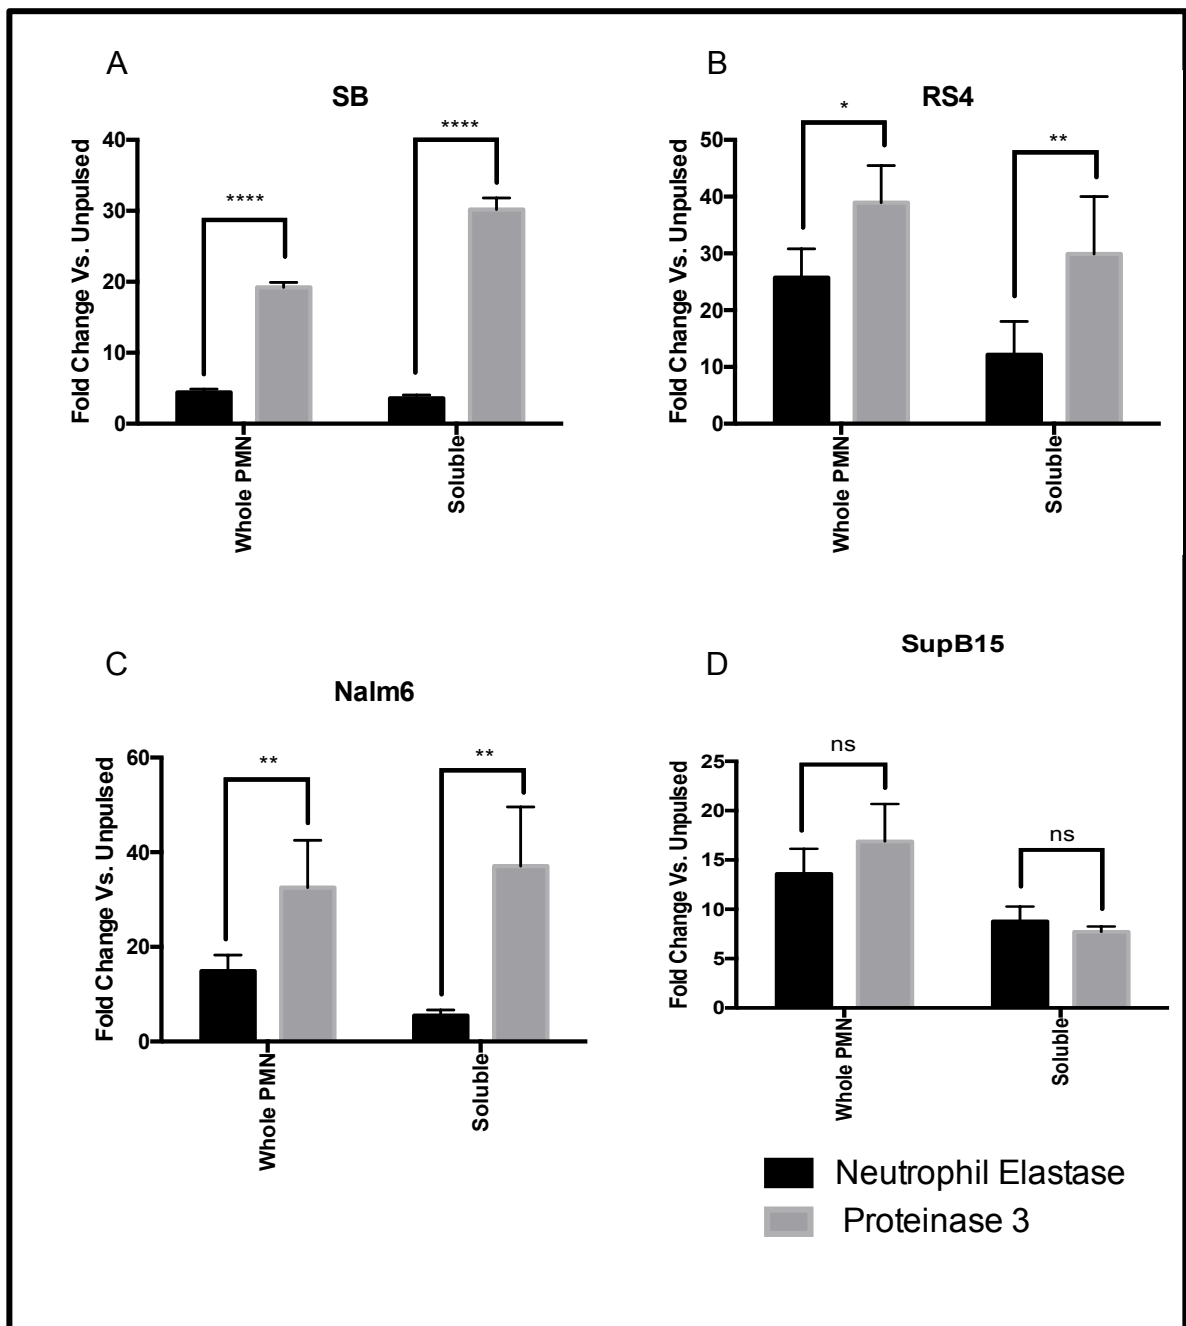 A
SB
Fold Change Vs. Unpulsed
40
30
20
10
0
****
****
Whole PMN
Soluble
B
RS4
Fold Change Vs. Unpulsed
50
40
30
20
10
0
*
**
Whole PMN
Soluble
C
Nalm6
Fold Change Vs. Unpulsed
60
40
20
0
**
**
Whole PMN
Soluble
D
SupB15
Fold Change Vs. Unpulsed
25
20
15
10
5
0
ns
ns
Whole PMN
Soluble
Neutrophil Elastase
Proteinase 3